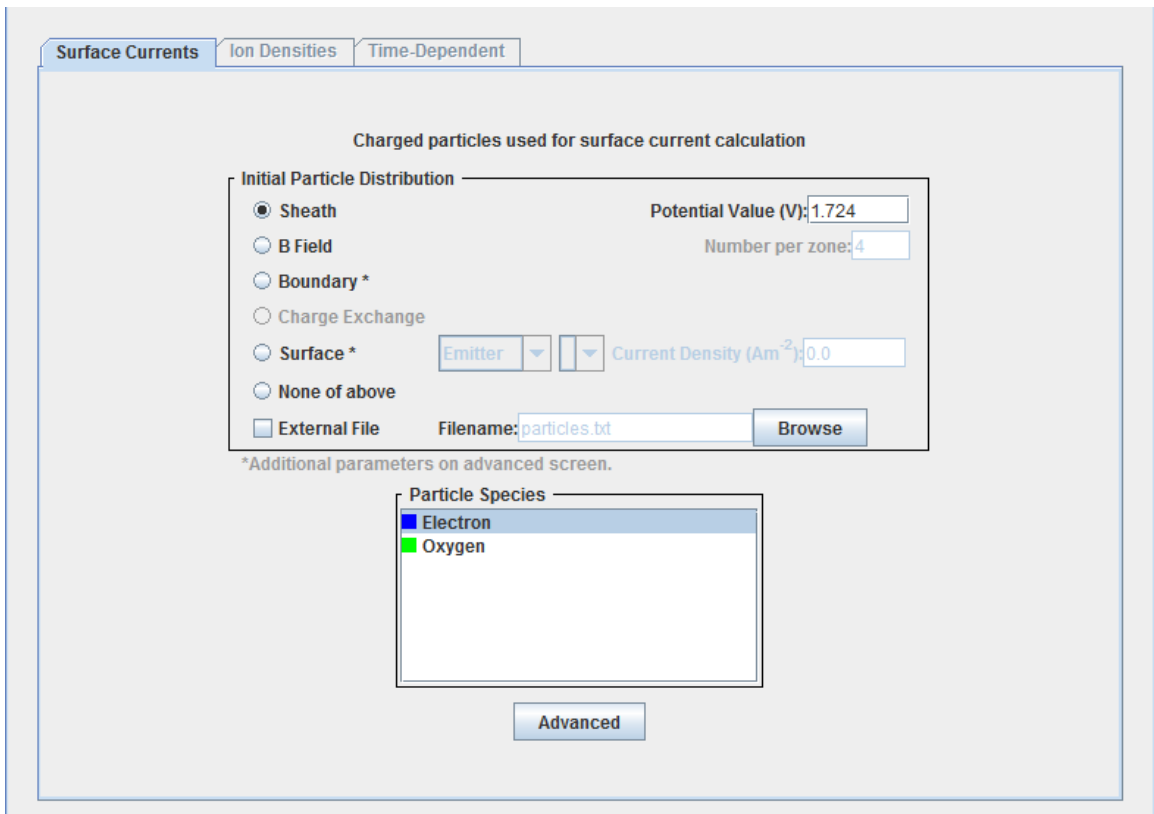 Surface Currents Ion Densities Time-Dependent
Charged particles used for surface current calculation
Initial Particle Distribution
Sheath Potential Value (V): 1.724
B Field Number per zone: 4
Boundary *
Charge Exchange
Surface * Emitter Current Density (Am-2): 0.0
None of above
External File Filename: particles.txt Browse
*Additional parameters on advanced screen.
Particle Species
Electron
Oxygen
Advanced